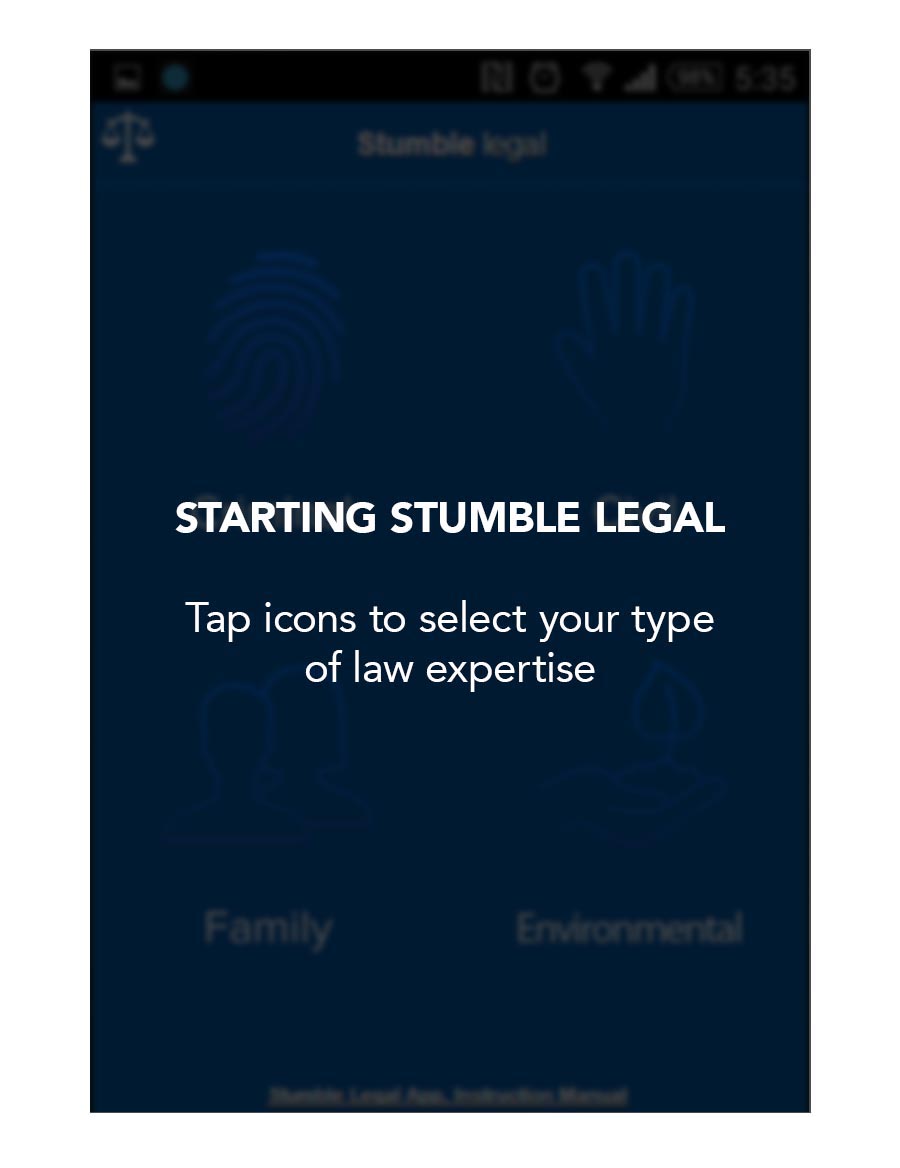 98% 5:35
Stumble legal
STARTING STUMBLE LEGAL
Tap icons to select your type
of law expertise
Family Environmental
Stumble Legal App. Instruction Manual